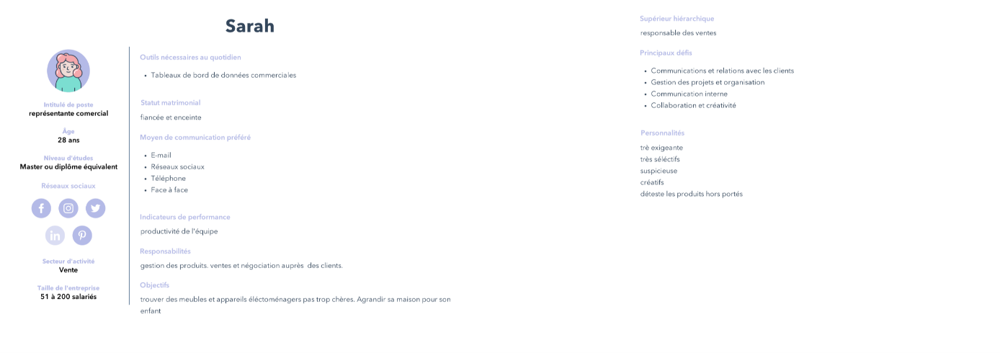 Sarah
Intitulé de poste
représentante comercial
Âge
28 ans
Niveau d'études
Master ou diplôme équivalent
Réseaux sociaux
in
Secteur d'activité
Vente
Taille de l'entreprise
51 à 200 salariés
Outils nécessaires au quotidien
• Tableaux de bord de données commerciales
Statut matrimonial
fiancée et enceinte
Moyen de communication préféré
• E-mail
• Réseaux sociaux
• Téléphone
• Face à face
Indicateurs de performance
productivité de l'équipe
Responsabilités
gestion des produits. ventes et négociation auprès des clients.
Objectifs
trouver des meubles et appareils éléctoménagers pas trop chères. Agrandir sa maison pour son
enfant
Supérieur hiérarchique
responsable des ventes
Principaux défis
• Communications et relations avec les clients
• Gestion des projets et organisation
• Communication interne
• Collaboration et créativité
Personnalités
trè exigeante
très séléctifs
suspicieuse
créatifs
déteste les produits hors portés